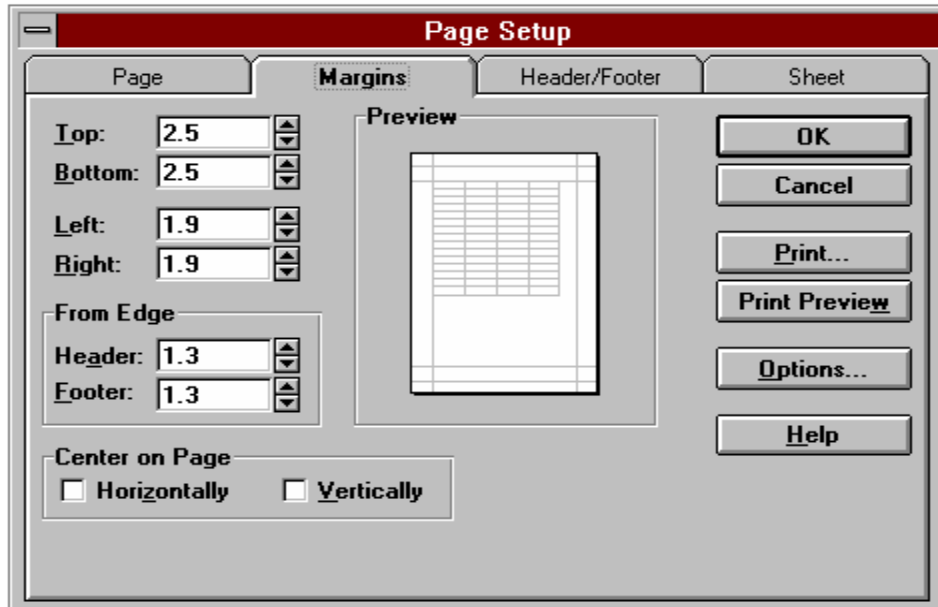 Page Setup
Page Margins Header/Footer Sheet
Top: 2.5
Bottom: 2.5
Left: 1.9
Right: 1.9
From Edge
Header: 1.3
Footer: 1.3
Center on Page
Horizontally Vertically
Preview
OK
Cancel
Print...
Print Preview
Options...
Help